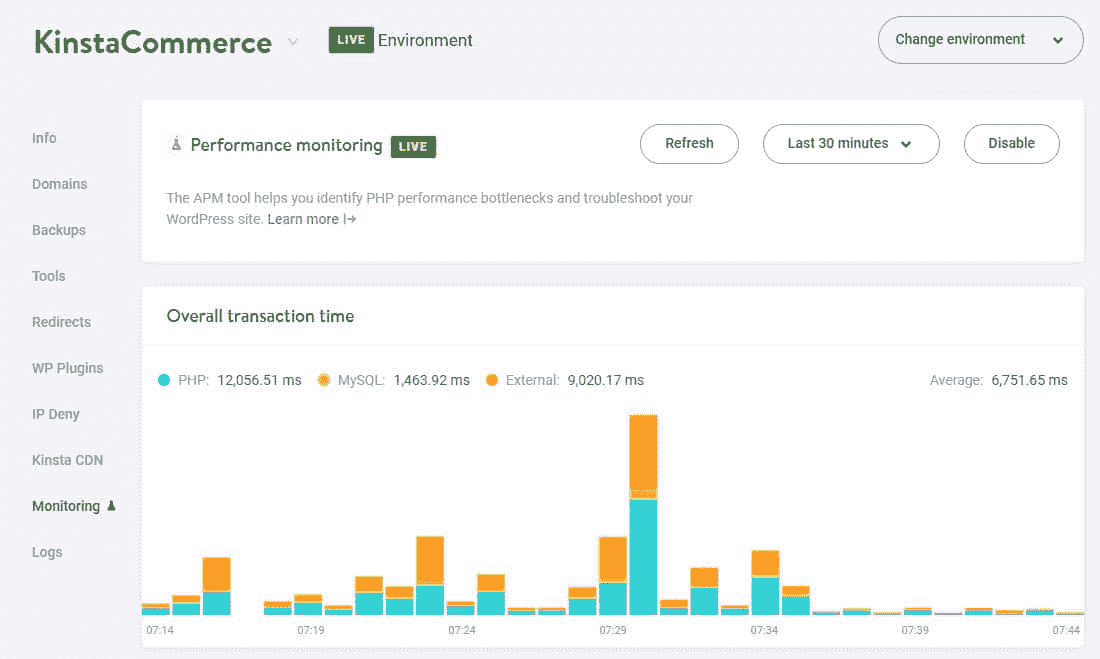 KinstaCommerce
LIVE Environment
Change environment
Info
Domains
Backups
Tools
Redirects
WP Plugins
IP Deny
Kinsta CDN
Monitoring
Logs
Performance monitoring LIVE
Refresh
Last 30 minutes
Disable
The APM tool helps you identify PHP performance bottlenecks and troubleshoot your
WordPress site. Learn more
Overall transaction time
PHP: 12,056.51 ms MySQL: 1,463.92 ms External: 9,020.17 ms
Average: 6,751.65 ms
07:14 07:19 07:24 07:29 07:34 07:39 07:44